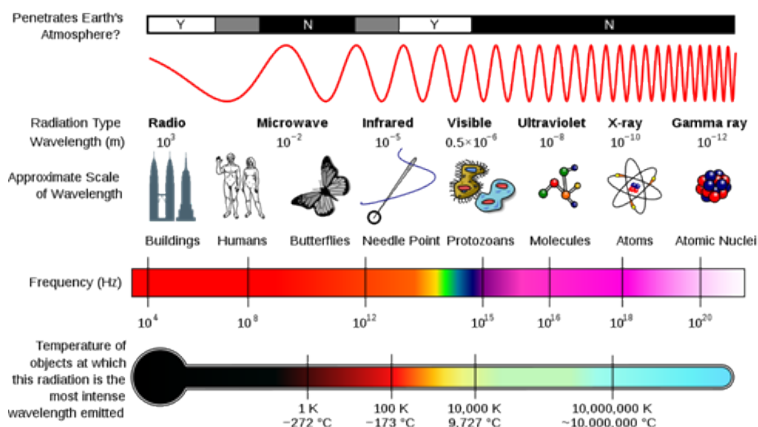 Penetrates Earth's
Atmosphere?
Y N Y N
Radiation Type
Radio Microwave Infrared Visible Ultraviolet X-ray Gamma ray
Wavelength (m)
10³ 10⁻² 10⁻⁵ 0.5×10⁻⁶ 10⁻⁸ 10⁻¹⁰ 10⁻¹²
Approximate Scale
of Wavelength
Buildings Humans Butterflies Needle Point Protozoans Molecules Atoms Atomic Nuclei
Frequency (Hz)
10⁴ 10⁸ 10¹² 10¹⁵ 10¹⁶ 10¹⁸ 10²⁰
Temperature of
objects at which
this radiation is the
most intense
wavelength emitted
1 K 100 K 10,000 K 10,000,000 K
−272 °C −173 °C 9,727 °C ~10,000,000 °C